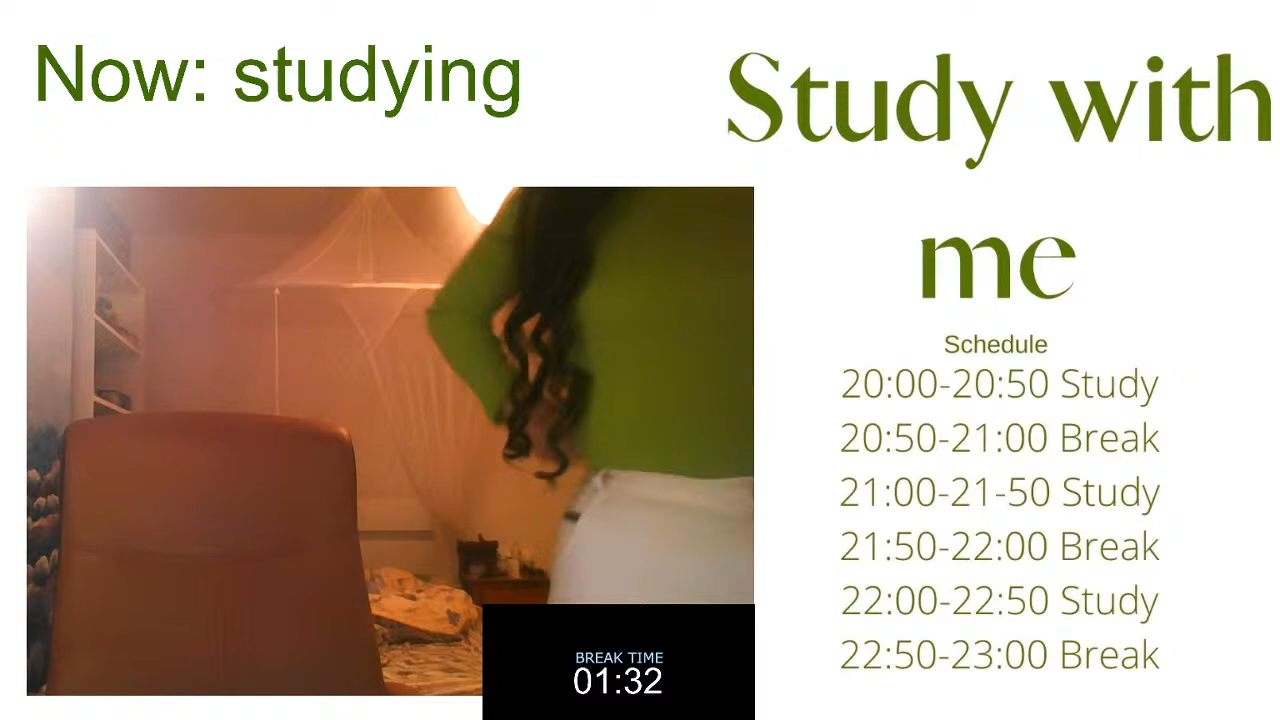 Now: studying
Study with
me
Schedule
20:00-20:50 Study
20:50-21:00 Break
21:00-21-50 Study
21:50-22:00 Break
22:00-22:50 Study
22:50-23:00 Break
BREAK TIME
01:32